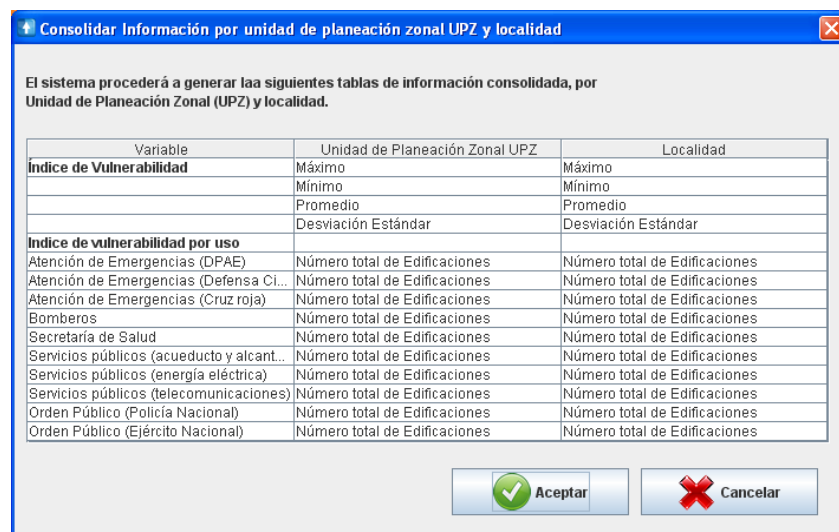 Consolidar Información por unidad de planeación zonal UPZ y localidad
El sistema procederá a generar laa siguientes tablas de información consolidada, por
Unidad de Planeación Zonal (UPZ) y localidad.
Variable Unidad de Planeación Zonal UPZ Localidad
Índice de Vulnerabilidad Máximo Máximo
Mínimo Mínimo
Promedio Promedio
Desviación Estándar Desviación Estándar
Indice de vulnerabilidad por uso
Atención de Emergencias (DPAE) Número total de Edificaciones Número total de Edificaciones
Atención de Emergencias (Defensa Ci... Número total de Edificaciones Número total de Edificaciones
Atención de Emergencias (Cruz roja) Número total de Edificaciones Número total de Edificaciones
Bomberos Número total de Edificaciones Número total de Edificaciones
Secretaría de Salud Número total de Edificaciones Número total de Edificaciones
Servicios públicos (acueducto y alcant... Número total de Edificaciones Número total de Edificaciones
Servicios públicos (energía eléctrica) Número total de Edificaciones Número total de Edificaciones
Servicios públicos (telecomunicaciones) Número total de Edificaciones Número total de Edificaciones
Orden Público (Policía Nacional) Número total de Edificaciones Número total de Edificaciones
Orden Público (Ejército Nacional) Número total de Edificaciones Número total de Edificaciones
Aceptar Cancelar